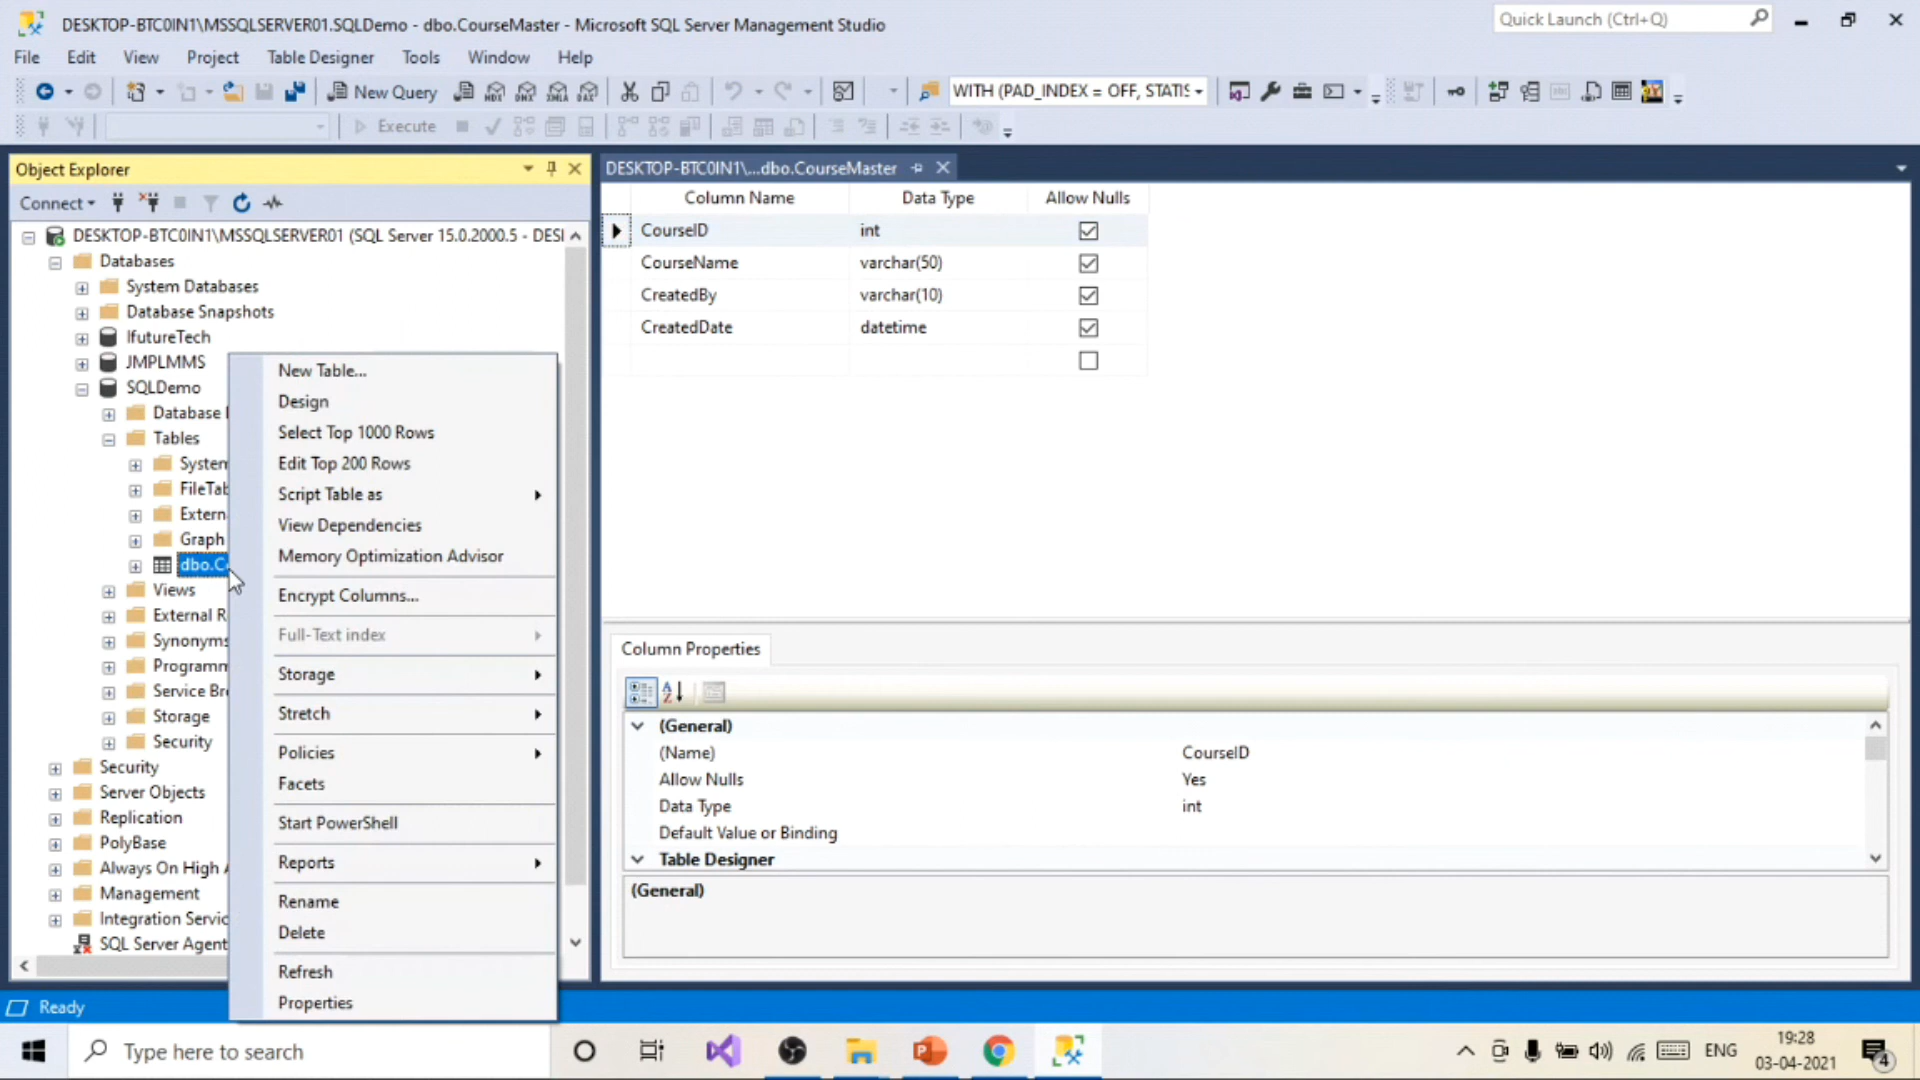 DESKTOP-BTC0IN1\MSSQLSERVER01.SQLDemo - dbo.CourseMaster - Microsoft SQL Server Management Studio
Quick Launch (Ctrl+Q)
File Edit View Project Table Designer Tools Window Help
New Query
MDX DMX XMLA DAX
WITH (PAD_INDEX = OFF, STATIS
Execute
Object Explorer
Connect
DESKTOP-BTC0IN1\MSSQLSERVER01 (SQL Server 15.0.2000.5 - DESI
Databases
System Databases
Database Snapshots
IfutureTech
JMPLMMS
SQLDemo
Database
Tables
System
FileTab
Extern
Graph
dbo.C
Views
External R
Synonyms
Programm
Service Br
Storage
Security
Security
Server Objects
Replication
PolyBase
Always On High
Management
Integration Servic
SQL Server Agent
New Table...
Design
Select Top 1000 Rows
Edit Top 200 Rows
Script Table as
View Dependencies
Memory Optimization Advisor
Encrypt Columns...
Full-Text index
Storage
Stretch
Policies
Facets
Start PowerShell
Reports
Rename
Delete
Refresh
Properties
DESKTOP-BTC0IN1\...dbo.CourseMaster
Column Name Data Type Allow Nulls
CourseID int
CourseName varchar(50)
CreatedBy varchar(10)
CreatedDate datetime
Column Properties
(General)
(Name) CourseID
Allow Nulls Yes
Data Type int
Default Value or Binding
Table Designer
(General)
Ready
Type here to search
ENG
19:28
03-04-2021
4